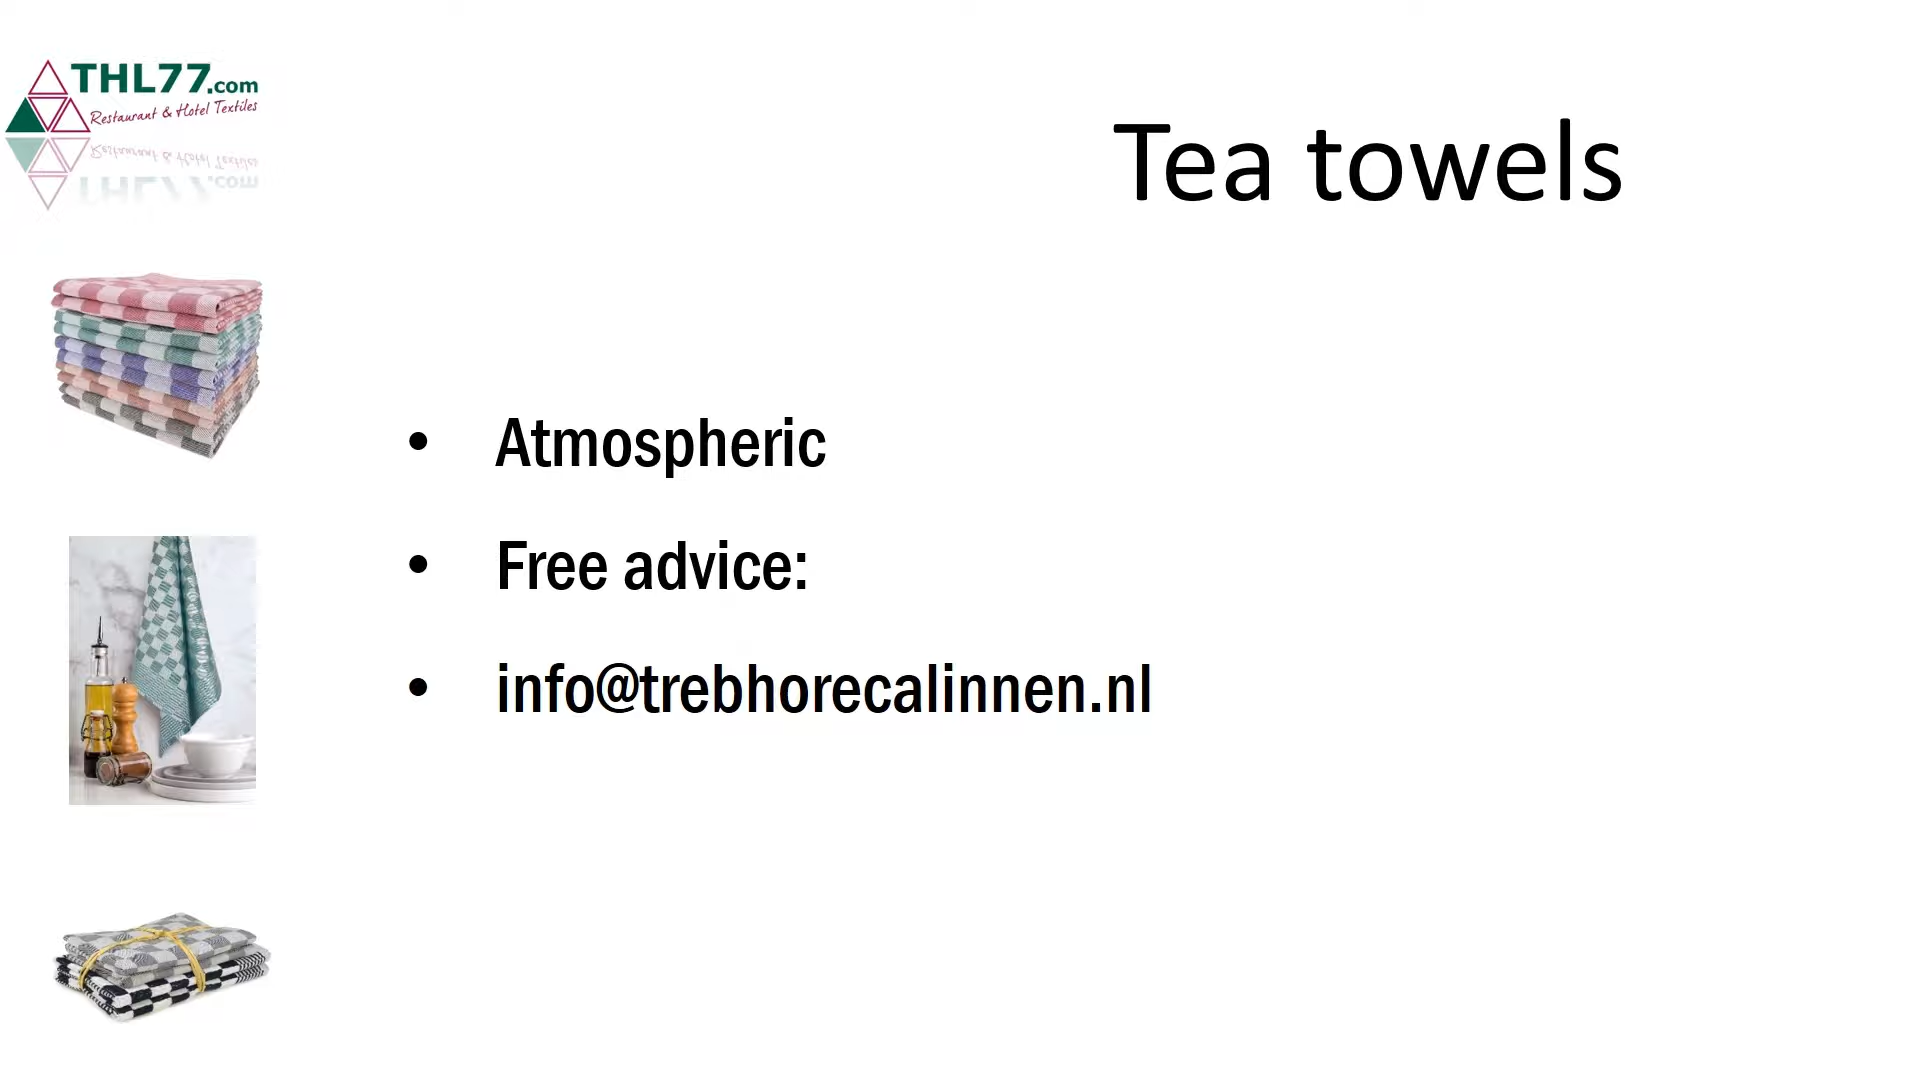 THL77.com
Restaurant & Hotel Textiles
Tea towels
• Atmospheric
• Free advice:
• info@trebhorecalinnen.nl